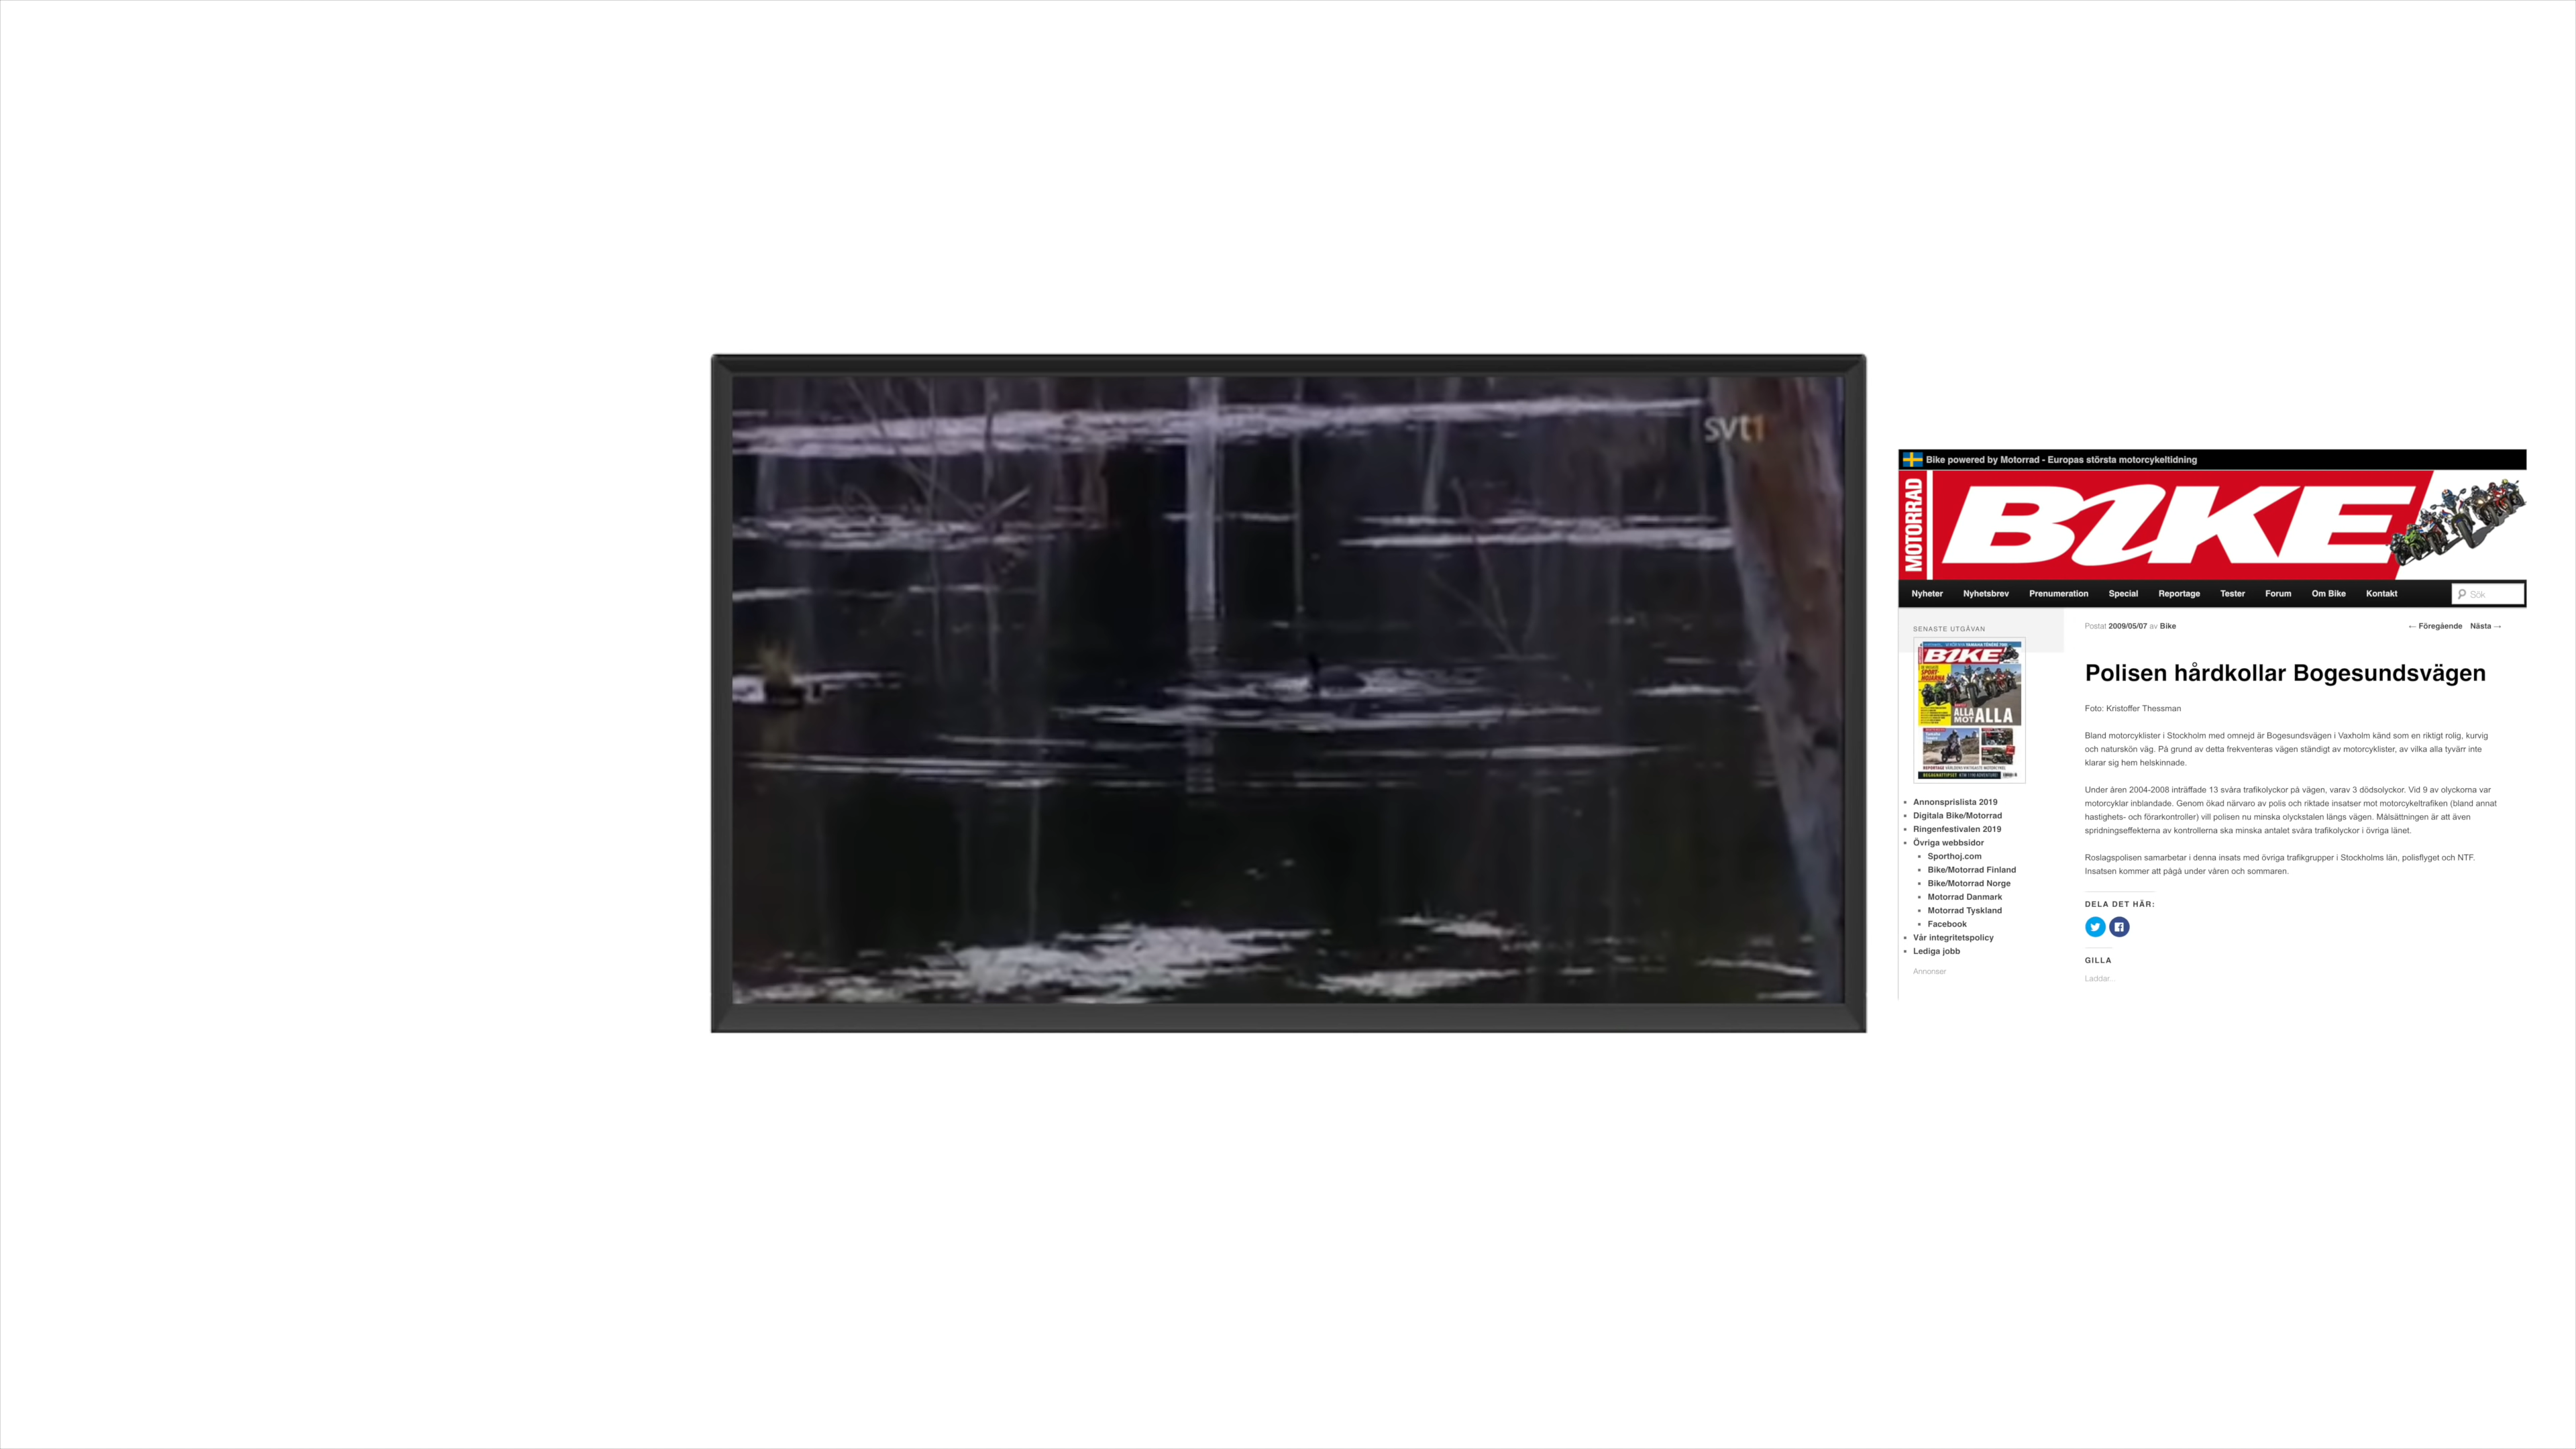 svt1
Bike powered by Motorrad - Europas största motorcykeltidning
MOTORRAD
BIKE
Nyheter Nyhetsbrev Prenumeration Special Reportage Tester Forum Om Bike Kontakt Sök
SENASTE UTGÅVAN
BIKE
ALLA
MOT ALLA
Annonsprislista 2019
Digitala Bike/Motorrad
Ringenfestivalen 2019
Övriga webbsidor
Sporthoj.com
Bike/Motorrad Finland
Bike/Motorrad Norge
Motorrad Danmark
Motorrad Tyskland
Facebook
Vår integritetspolicy
Lediga jobb
Annonser
Postat 2009/05/07 av Bike
← Föregående Nästa →
Polisen hårdkollar Bogesundsvägen
Foto: Kristoffer Thessman
Bland motorcyklister i Stockholm med omnejd är Bogesundsvägen i Vaxholm känd som en riktigt rolig, kurvig
och naturskön väg. På grund av detta frekventeras vägen ständigt av motorcyklister, av vilka alla tyvärr inte
klarar sig hem helskinnade.
Under åren 2004-2008 inträffade 13 svåra trafikolyckor på vägen, varav 3 dödsolyckor. Vid 9 av olyckorna var
motorcyklar inblandade. Genom ökad närvaro av polis och riktade insatser mot motorcykeltrafiken (bland annat
hastighets- och förarkontroller) vill polisen nu minska olyckstalen längs vägen. Målsättningen är att även
spridningseffekterna av kontrollerna ska minska antalet svåra trafikolyckor i övriga länet.
Roslagspolisen samarbetar i denna insats med övriga trafikgrupper i Stockholms län, polisflyget och NTF.
Insatsen kommer att pågå under våren och sommaren.
DELA DET HÄR:
GILLA
Laddar...